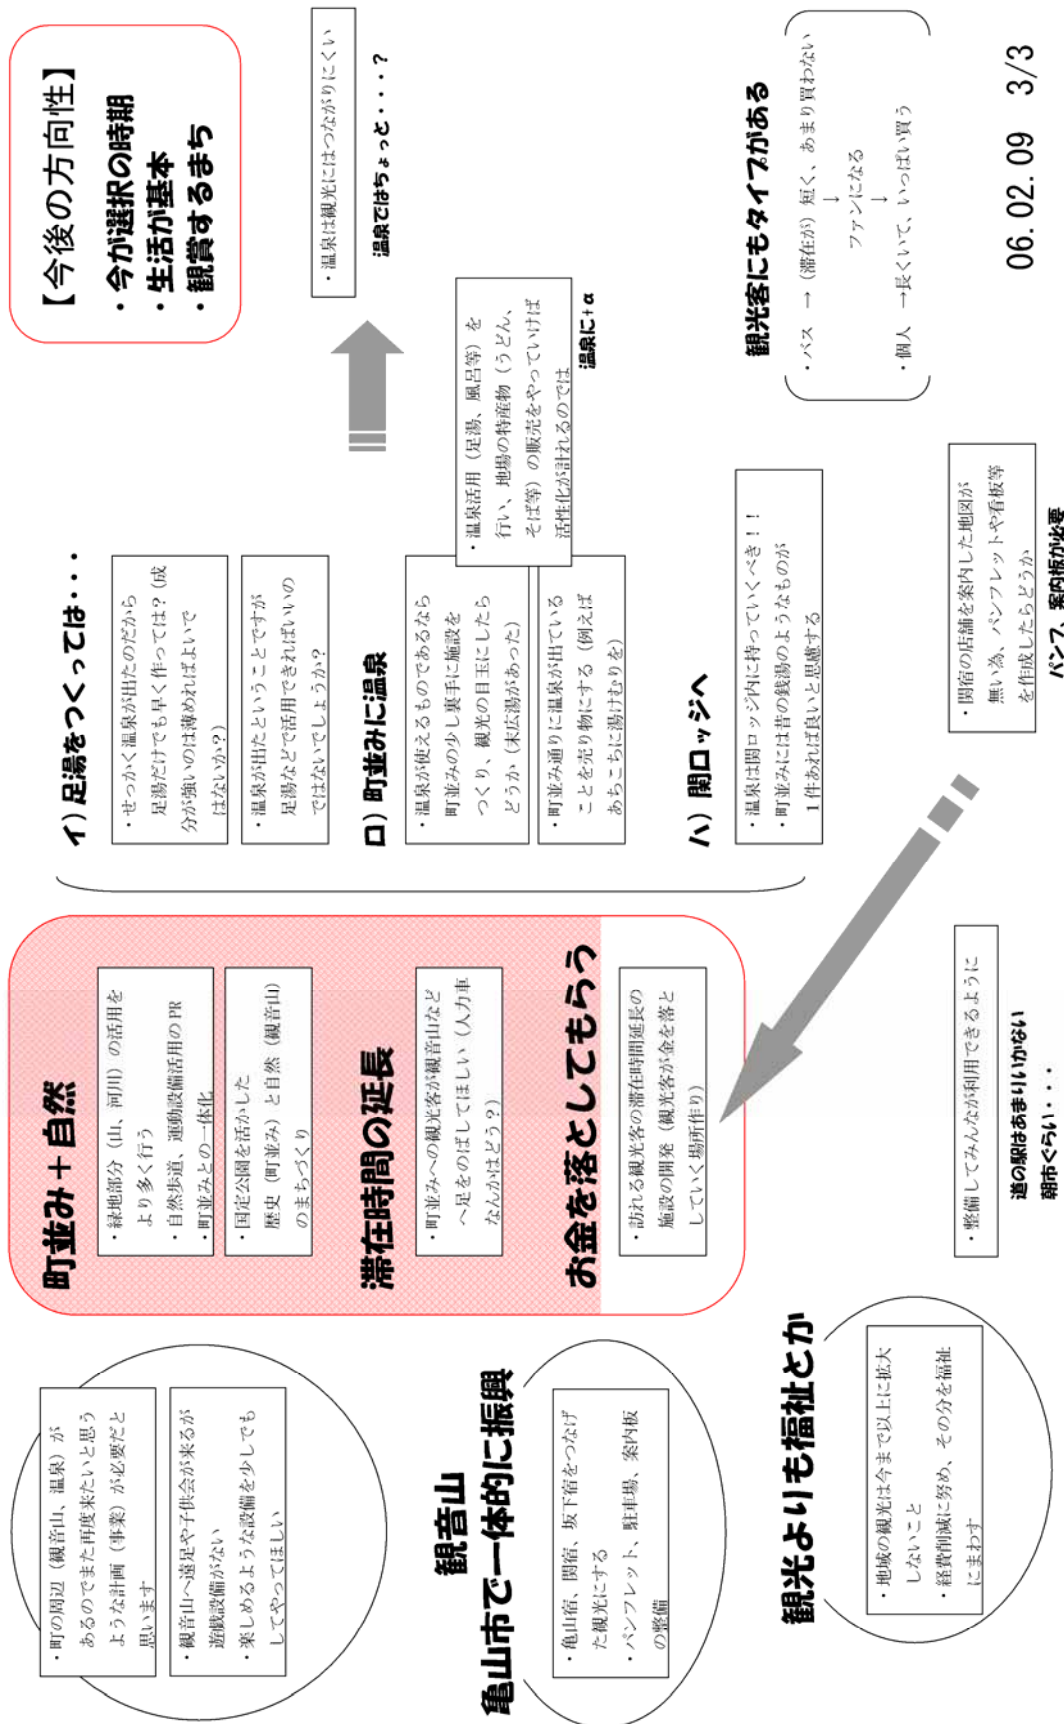 ・町の周辺（観音山、温泉）が
あるのでまた再度来たいと思う
ような計画（事業）が必要だと
思います
・観音山へ遠足や子供会が来るが
遊戯設備がない
・楽しめるような設備を少しでも
してやってほしい
観音山
亀山市で一体的に振興
・亀山宿、関宿、坂下宿をつなげ
た観光にする
・パンフレット、駐車場、案内板
の整備
観光よりも福祉とか
・地域の観光は今まで以上に拡大
しないこと
・経費削減に努め、その分を福祉
にまわす
町並み＋自然
・緑地部分（山、河川）の活用を
より多く行う
・自然歩道、運動設備活用のPR
・町並みとの一体化
・国定公園を活かした
歴史（町並み）と自然（観音山）
のまちづくり
滞在時間の延長
・町並みへの観光客が観音山など
へ足をのばしてほしい（人力車
なんかはどう？）
お金を落としてもらう
・訪れる観光客の滞在時間延長の
施設の開発（観光客が金を落と
していく場所作り）
・整備してみんなが利用できるように
道の駅はあまりいかない
朝市ぐらい・・・
イ）足湯をつくっては・・・
・せっかく温泉が出たのだから
足湯だけでも早く作っては？（成
分が強いのは薄めればよいで
はないか？）
・温泉が出たということですが
足湯などで活用できればいいの
ではないでしょうか？
ロ）町並みに温泉
・温泉が使えるものであるなら
町並みの少し裏手に施設を
つくり、観光の目玉にしたら
どうか（末広湯があった）
・町並み通りに温泉が出ている
ことを売り物にする（例えば
あちこちに湯けむりを）
・温泉活用（足湯、風呂等）を
行い、地場の特産物（うどん、
そば等）の販売をやっていけば
活性化が計れるのでは
温泉に＋α
ハ）関ロッジへ
・温泉は関ロッジ内に持っていくべき！！
・町並みには昔の銭湯のようなものが
1件あれば良いと思慮する
・関宿の店舗を案内した地図が
無い為、パンフレットや看板等
を作成したらどうか
パンフ、案内板が必要
【今後の方向性】
・今が選択の時期
・生活が基本
・観賞するまち
・温泉は観光にはつながりにくい
温泉ではちょっと・・・？
観光客にもタイプがある
・バス →（滞在が）短く、あまり買わない
↓
ファンになる
↓
・個人 →長くいて、いっぱい買う
06.02.09 3/3